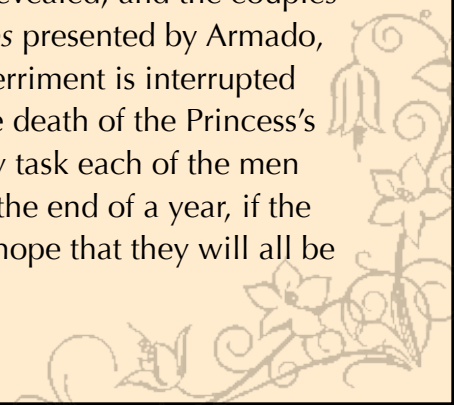 revealed, and the couples
es presented by Armado,
erriment is interrupted
e death of the Princess's
y task each of the men
the end of a year, if the
hope that they will all be